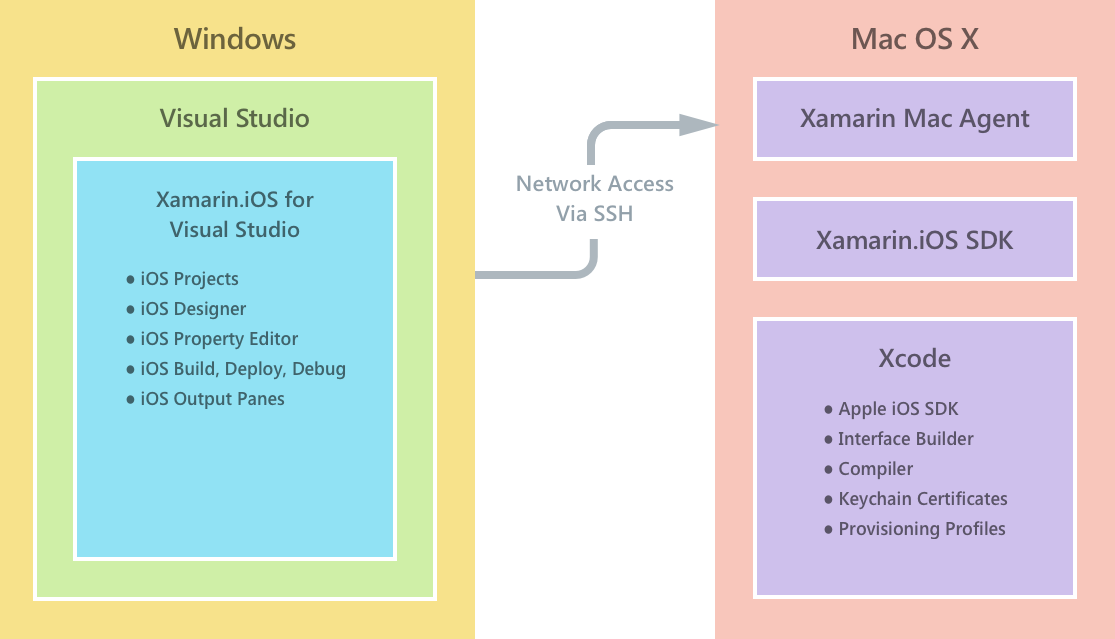 Windows
Visual Studio
Xamarin.iOS for
Visual Studio
● iOS Projects
● iOS Designer
● iOS Property Editor
● iOS Build, Deploy, Debug
● iOS Output Panes
Network Access
Via SSH
Mac OS X
Xamarin Mac Agent
Xamarin.iOS SDK
Xcode
● Apple iOS SDK
● Interface Builder
● Compiler
● Keychain Certificates
● Provisioning Profiles